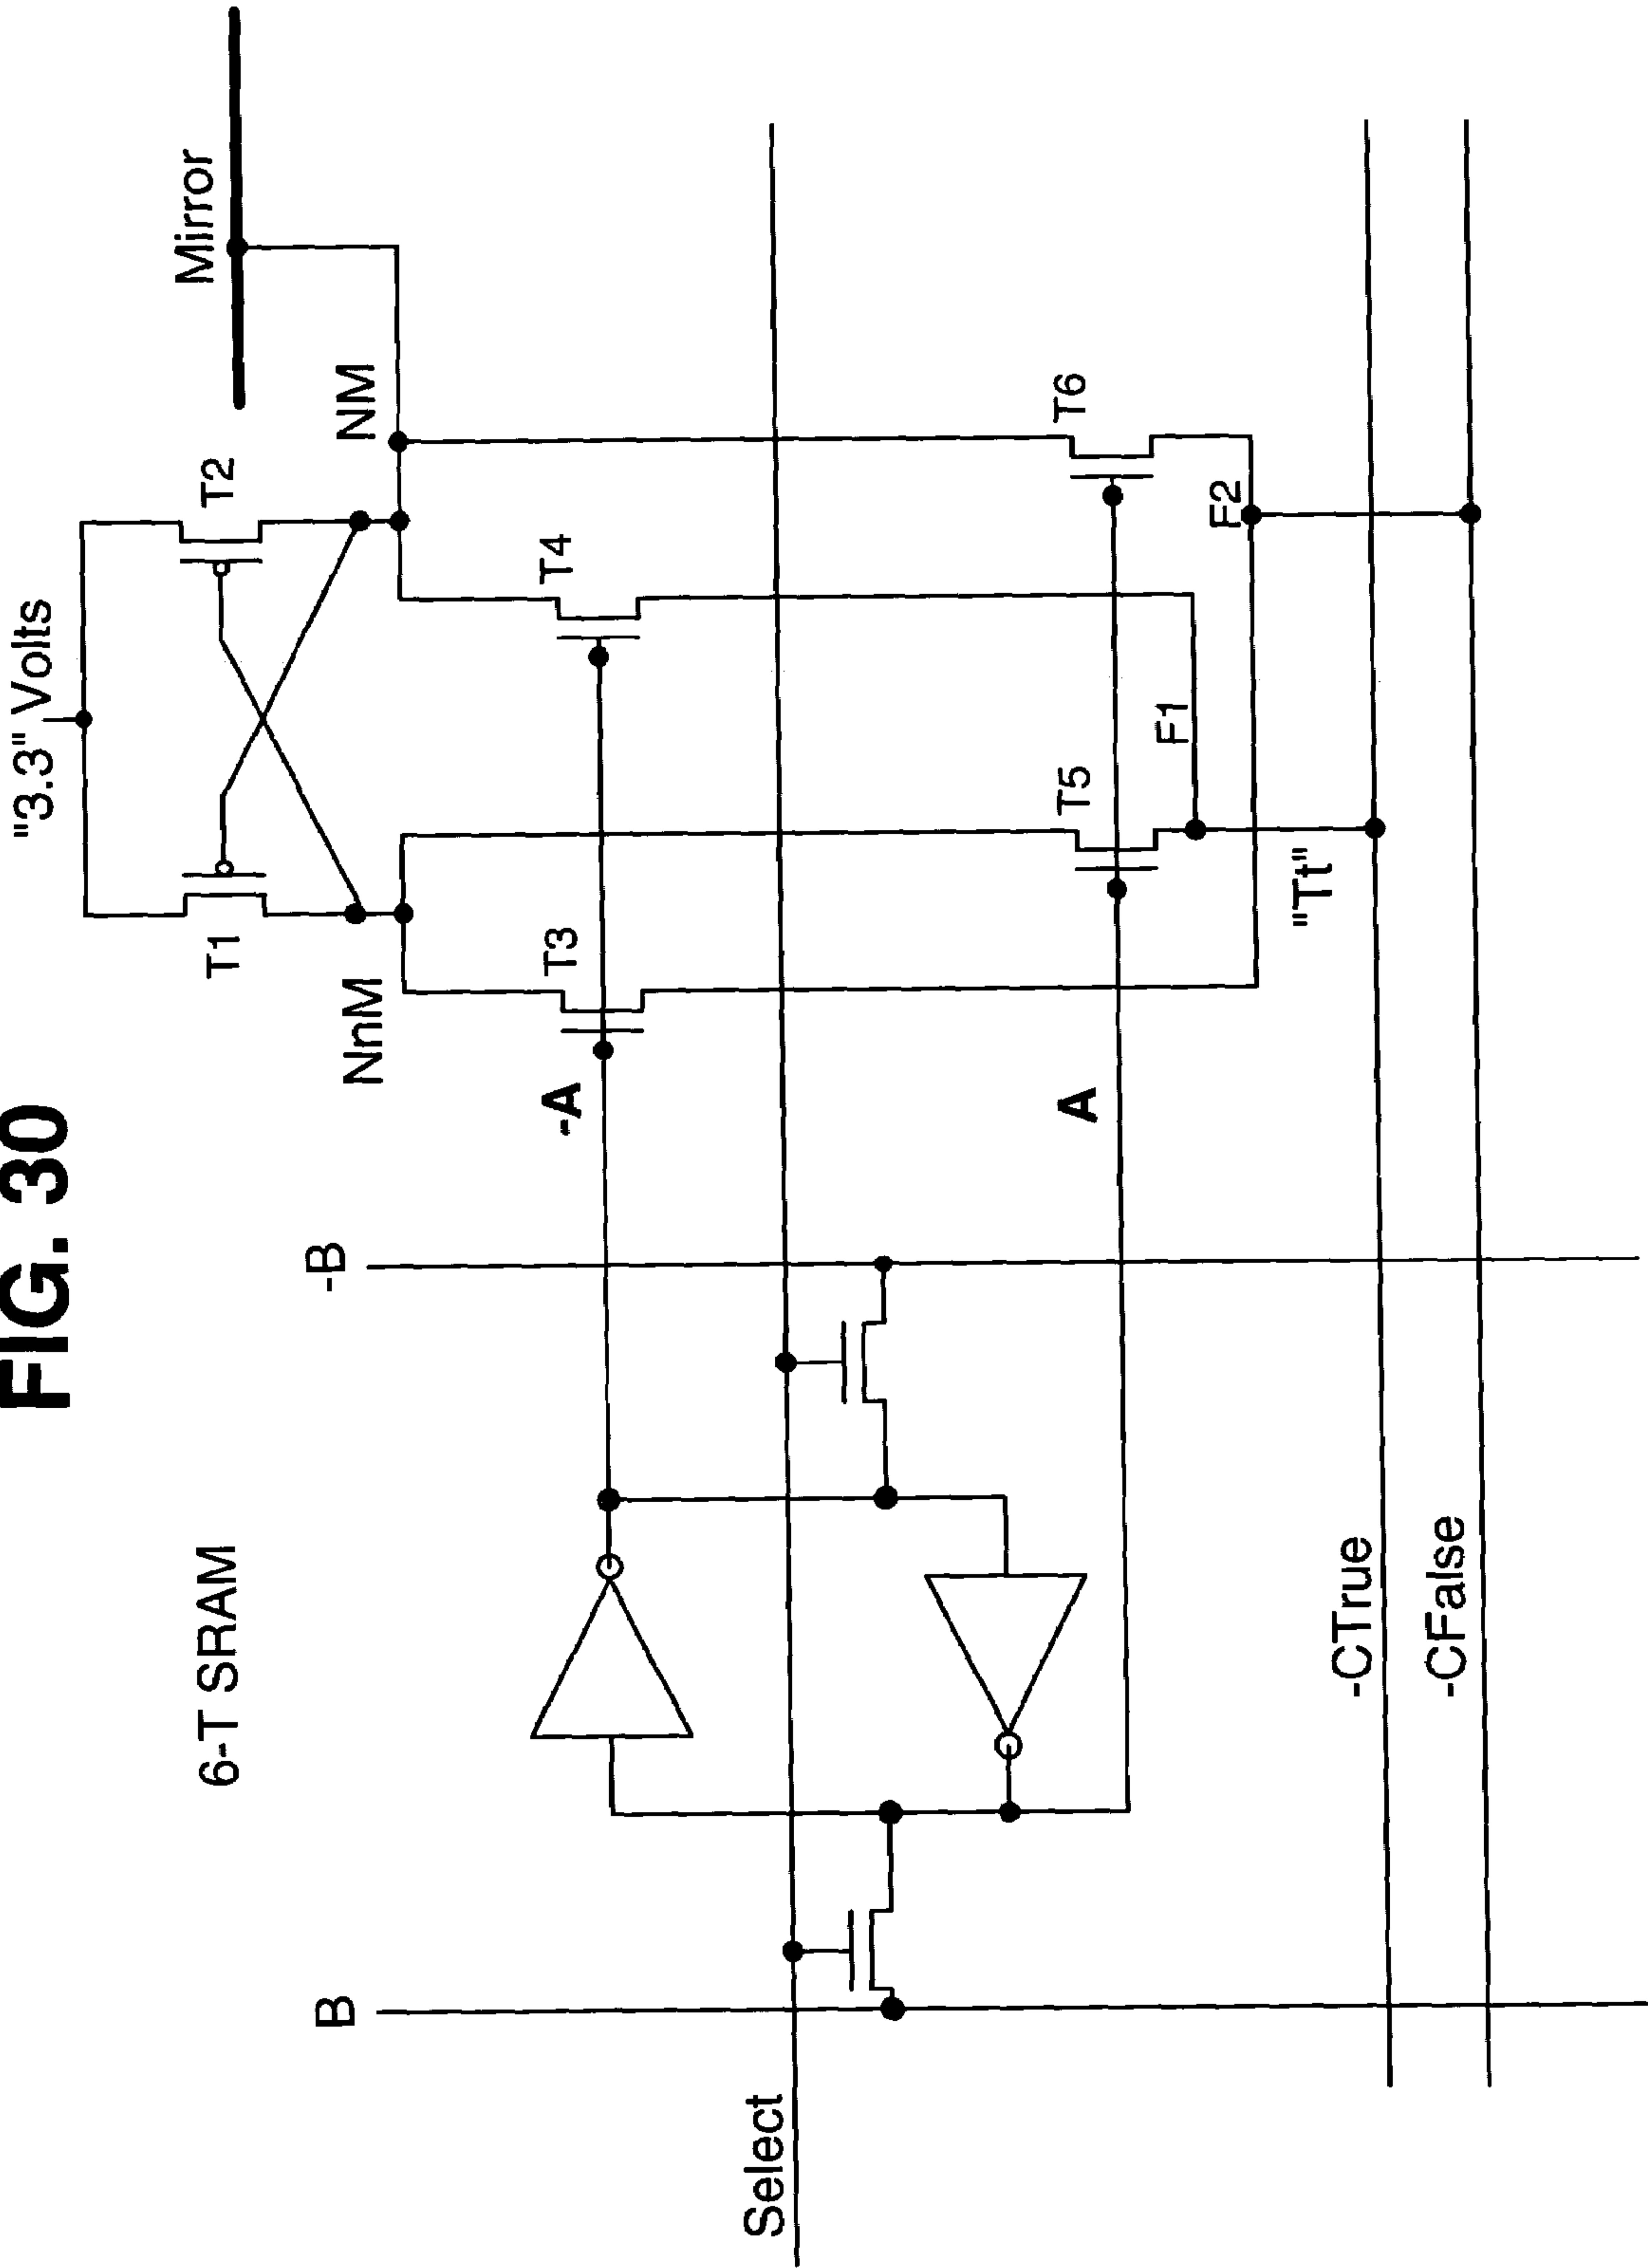 FIG. 30
6-T SRAM
"3.3" Volts
Mirror
T1
T2
NnM
NM
T3
T4
-A
B
-B
Select
A
T5
T6
F1
F2
"Tt"
-CTrue
-CFalse